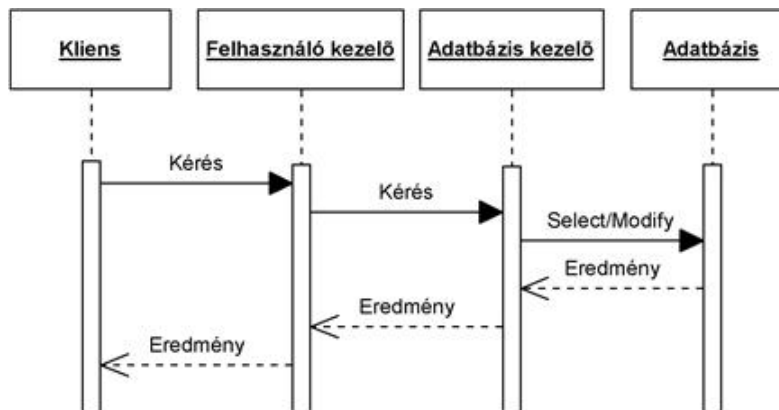 Kliens
Felhasználó kezelő
Adatbázis kezelő
Adatbázis
Kérés
Kérés
Select/Modify
Eredmény
Eredmény
Eredmény